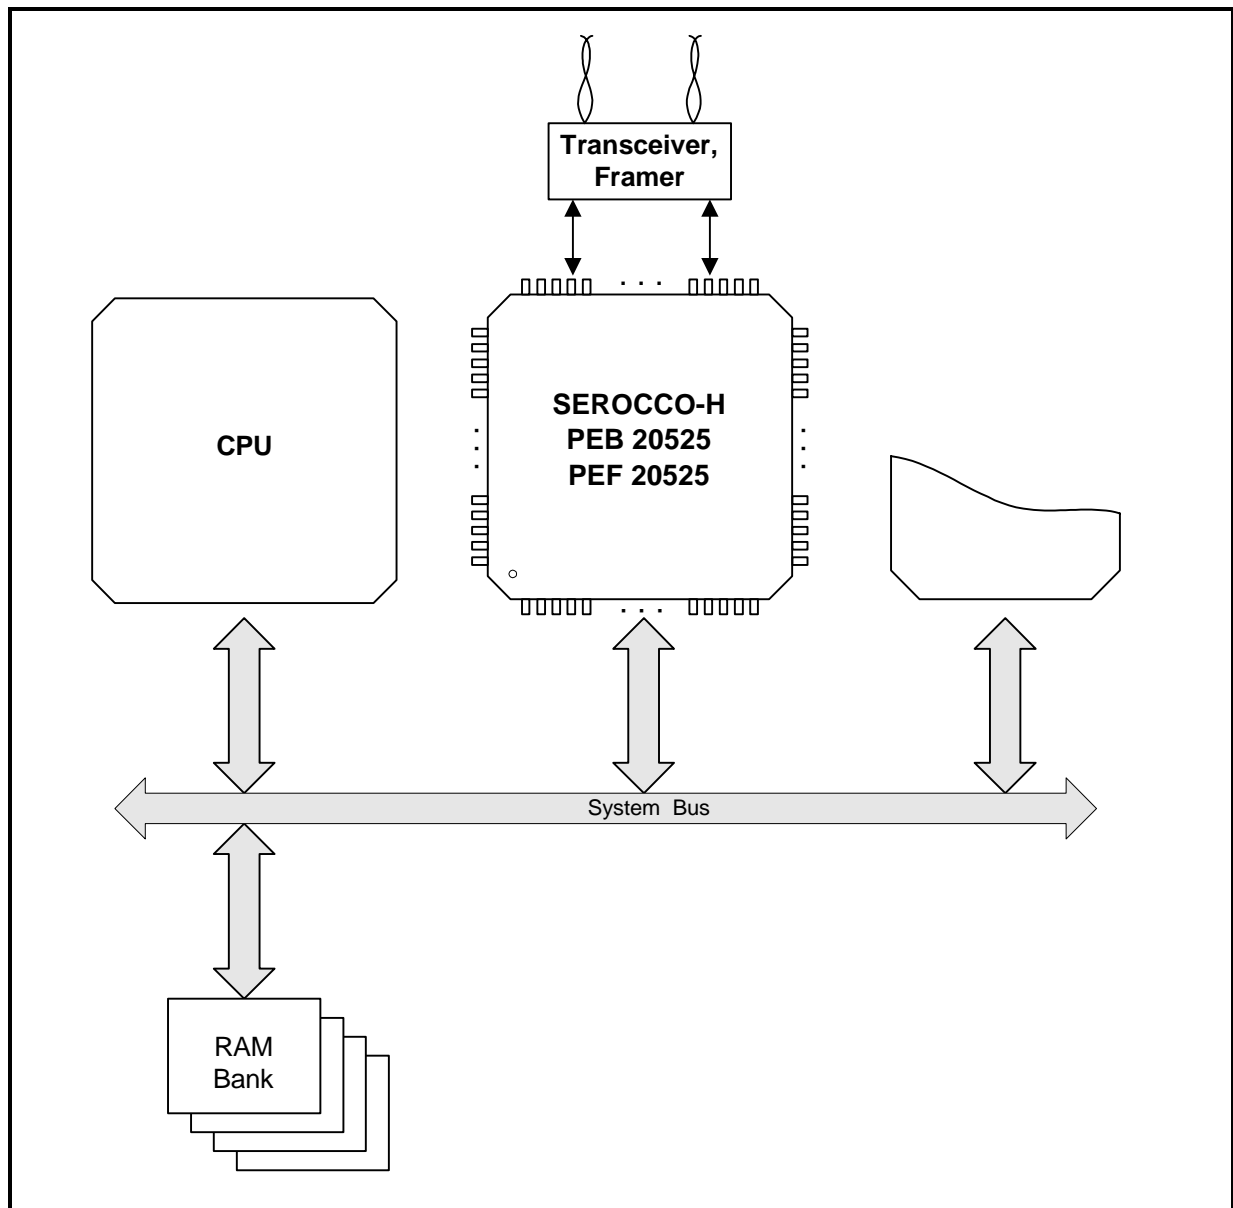 Transceiver,
Framer
SEROCCO-H
PEB 20525
PEF 20525
CPU
System Bus
RAM
Bank